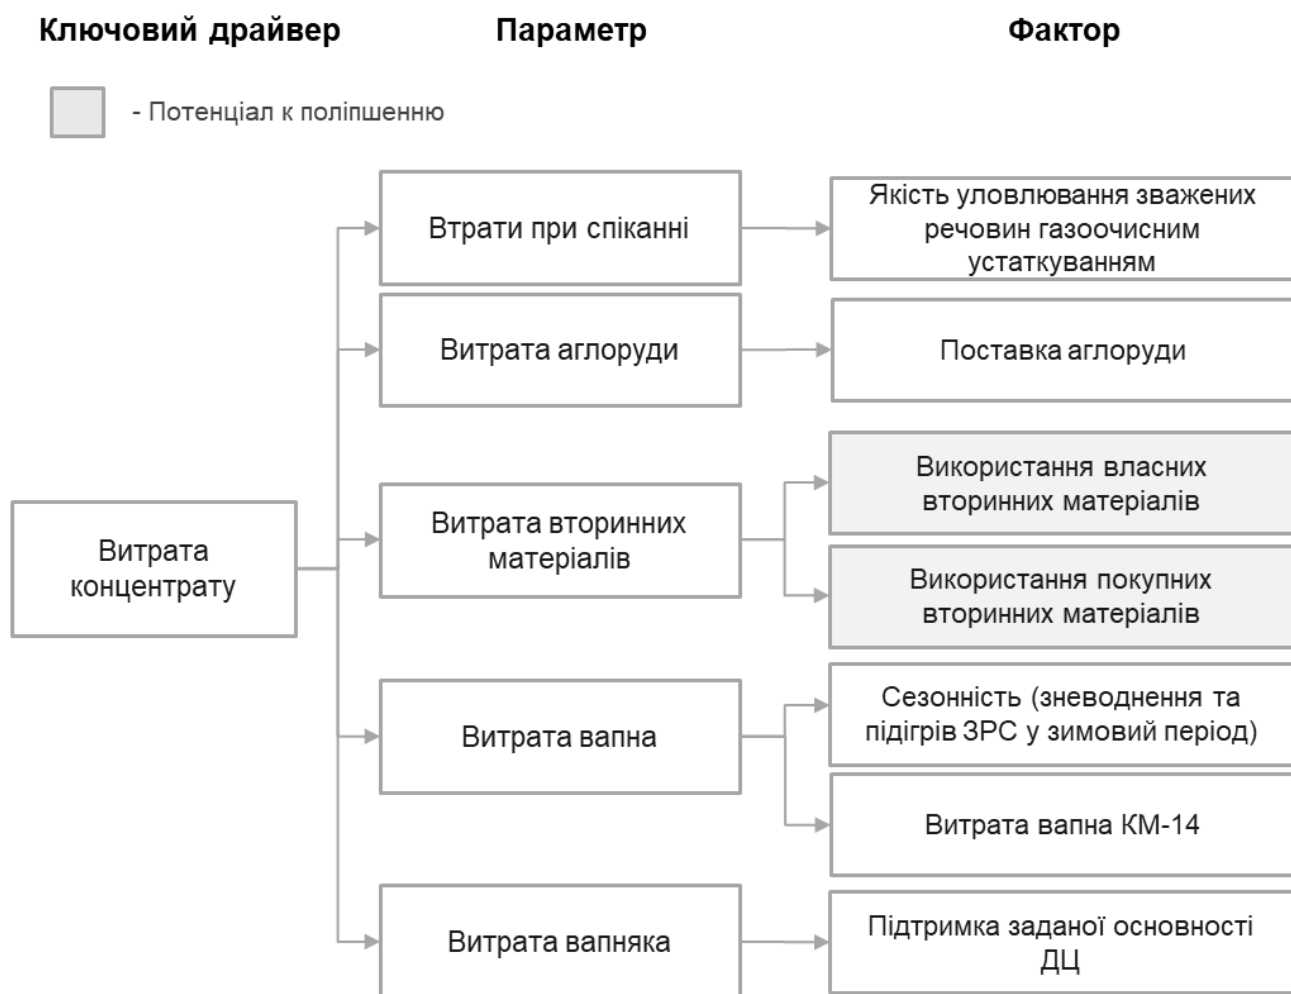 Ключовий драйвер
Параметр
Фактор
- Потенціал к поліпшенню
Втрати при спіканні
Якість уловлювання зважених
речовин газоочисним
устаткуванням
Витрата аглоруди
Поставка аглоруди
Витрата
концентрату
Витрата вторинних
матеріалів
Використання власних
вторинних матеріалів
Використання покупних
вторинних матеріалів
Витрата вапна
Сезонність (зневоднення та
підігрів ЗРС у зимовий період)
Витрата вапна КМ-14
Витрата вапняка
Підтримка заданої основності
ДЦ